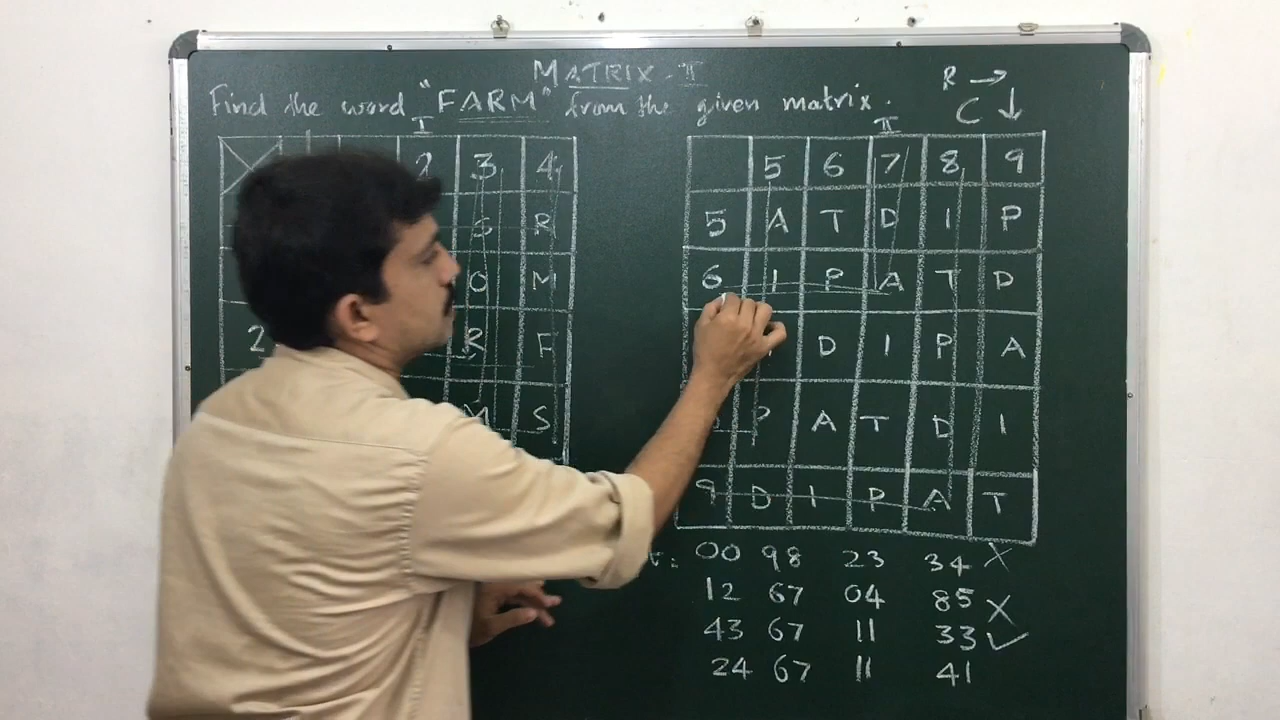 MATRIX-II
Find the word "FARM" from the given matrix.
R →
C ↓
I
II
2 3 4
S R
O M
2 R F
M S
5 6 7 8 9
5 A T D I P
6 I P A T D
D I P A
P A T D I
9 D I P A T
t: 00 98 23 34 X
12 67 04 85 X
43 67 11 33 ✓
24 67 11 41